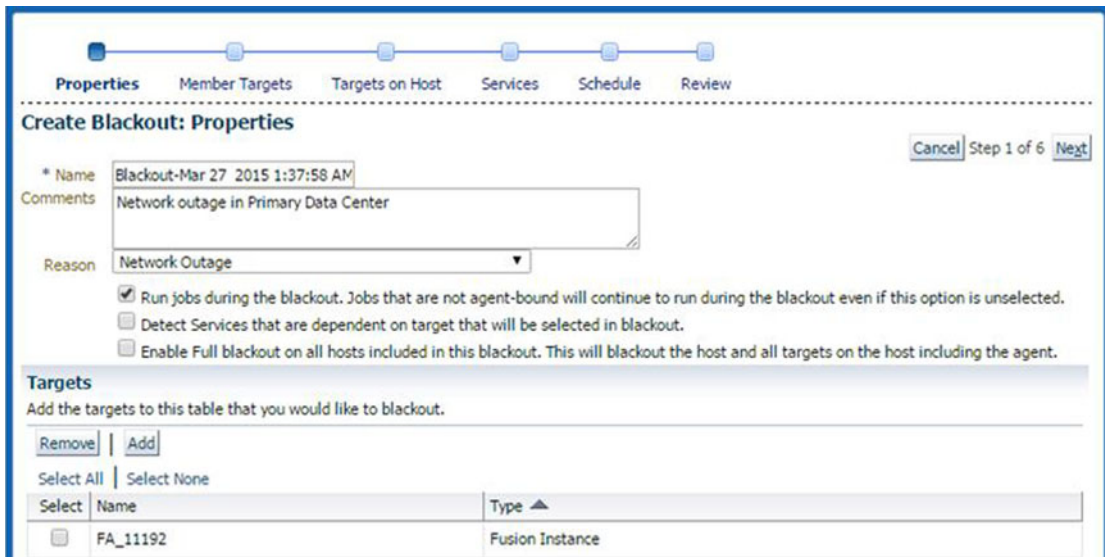 Properties Member Targets Targets on Host Services Schedule Review
Create Blackout: Properties
Cancel Step 1 of 6 Next
* Name Blackout-Mar 27 2015 1:37:58 AM
Comments Network outage in Primary Data Center
Reason Network Outage
Run jobs during the blackout. Jobs that are not agent-bound will continue to run during the blackout even if this option is unselected.
Detect Services that are dependent on target that will be selected in blackout.
Enable Full blackout on all hosts included in this blackout. This will blackout the host and all targets on the host including the agent.
Targets
Add the targets to this table that you would like to blackout.
Remove | Add
Select All | Select None
Select Name Type
FA_11192 Fusion Instance